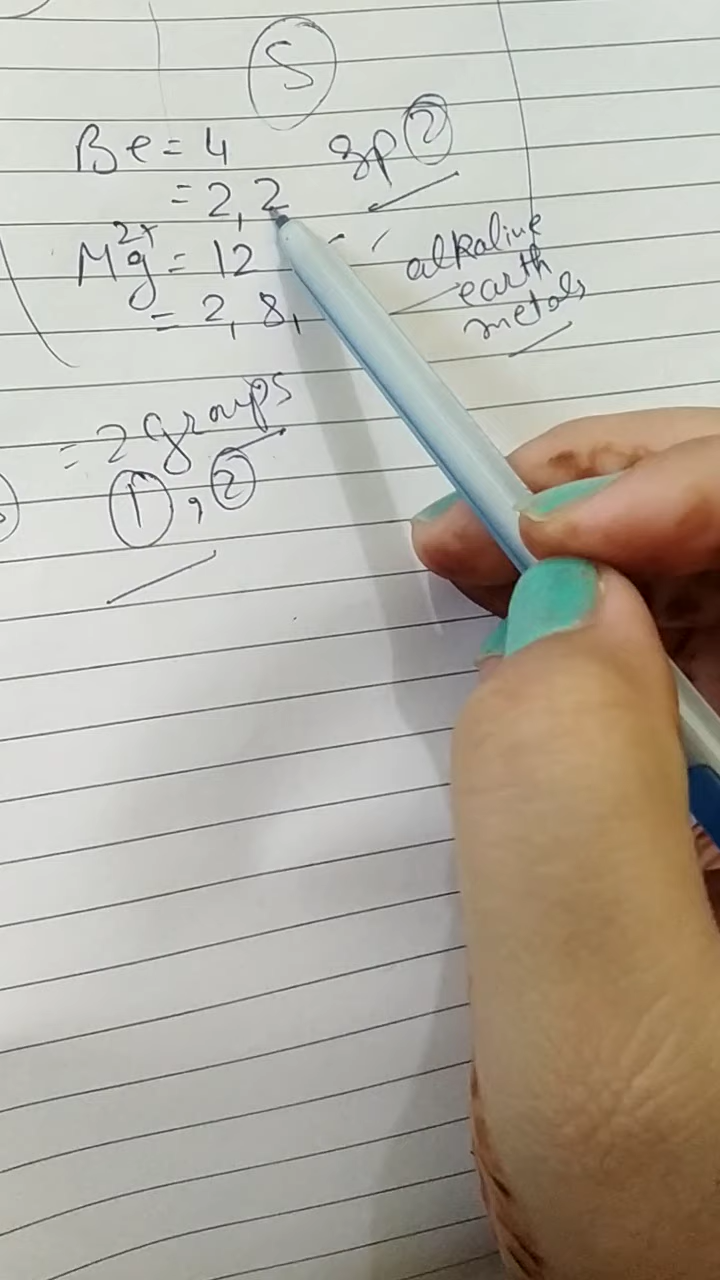 S
Be = 4 gp 2
= 2, 2
Mg2+ = 12
= 2, 8,
alkaline
earth
metals
= 2 groups
1, 2